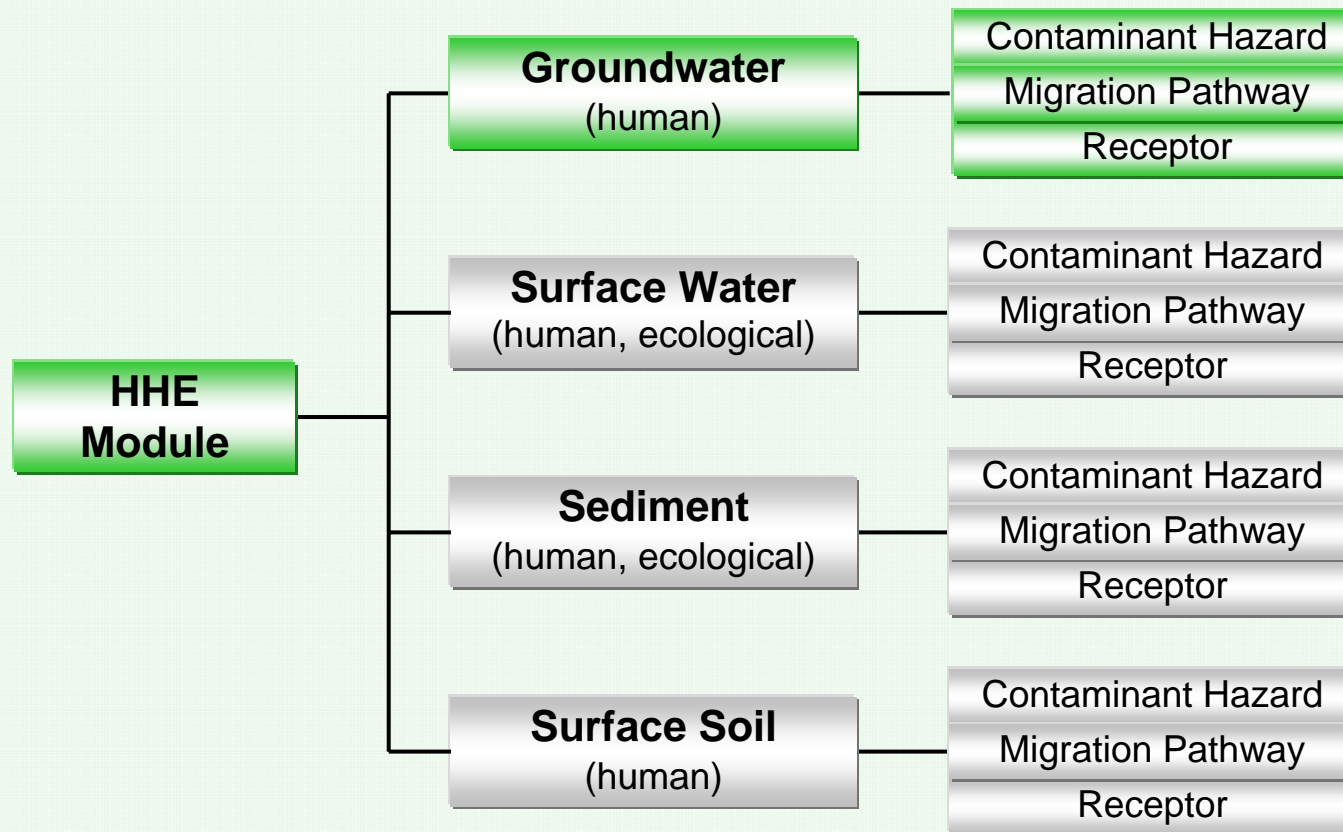 Groundwater
(human)
Contaminant Hazard
Migration Pathway
Receptor
Surface Water
(human, ecological)
Contaminant Hazard
Migration Pathway
Receptor
HHE
Module
Sediment
(human, ecological)
Contaminant Hazard
Migration Pathway
Receptor
Surface Soil
(human)
Contaminant Hazard
Migration Pathway
Receptor